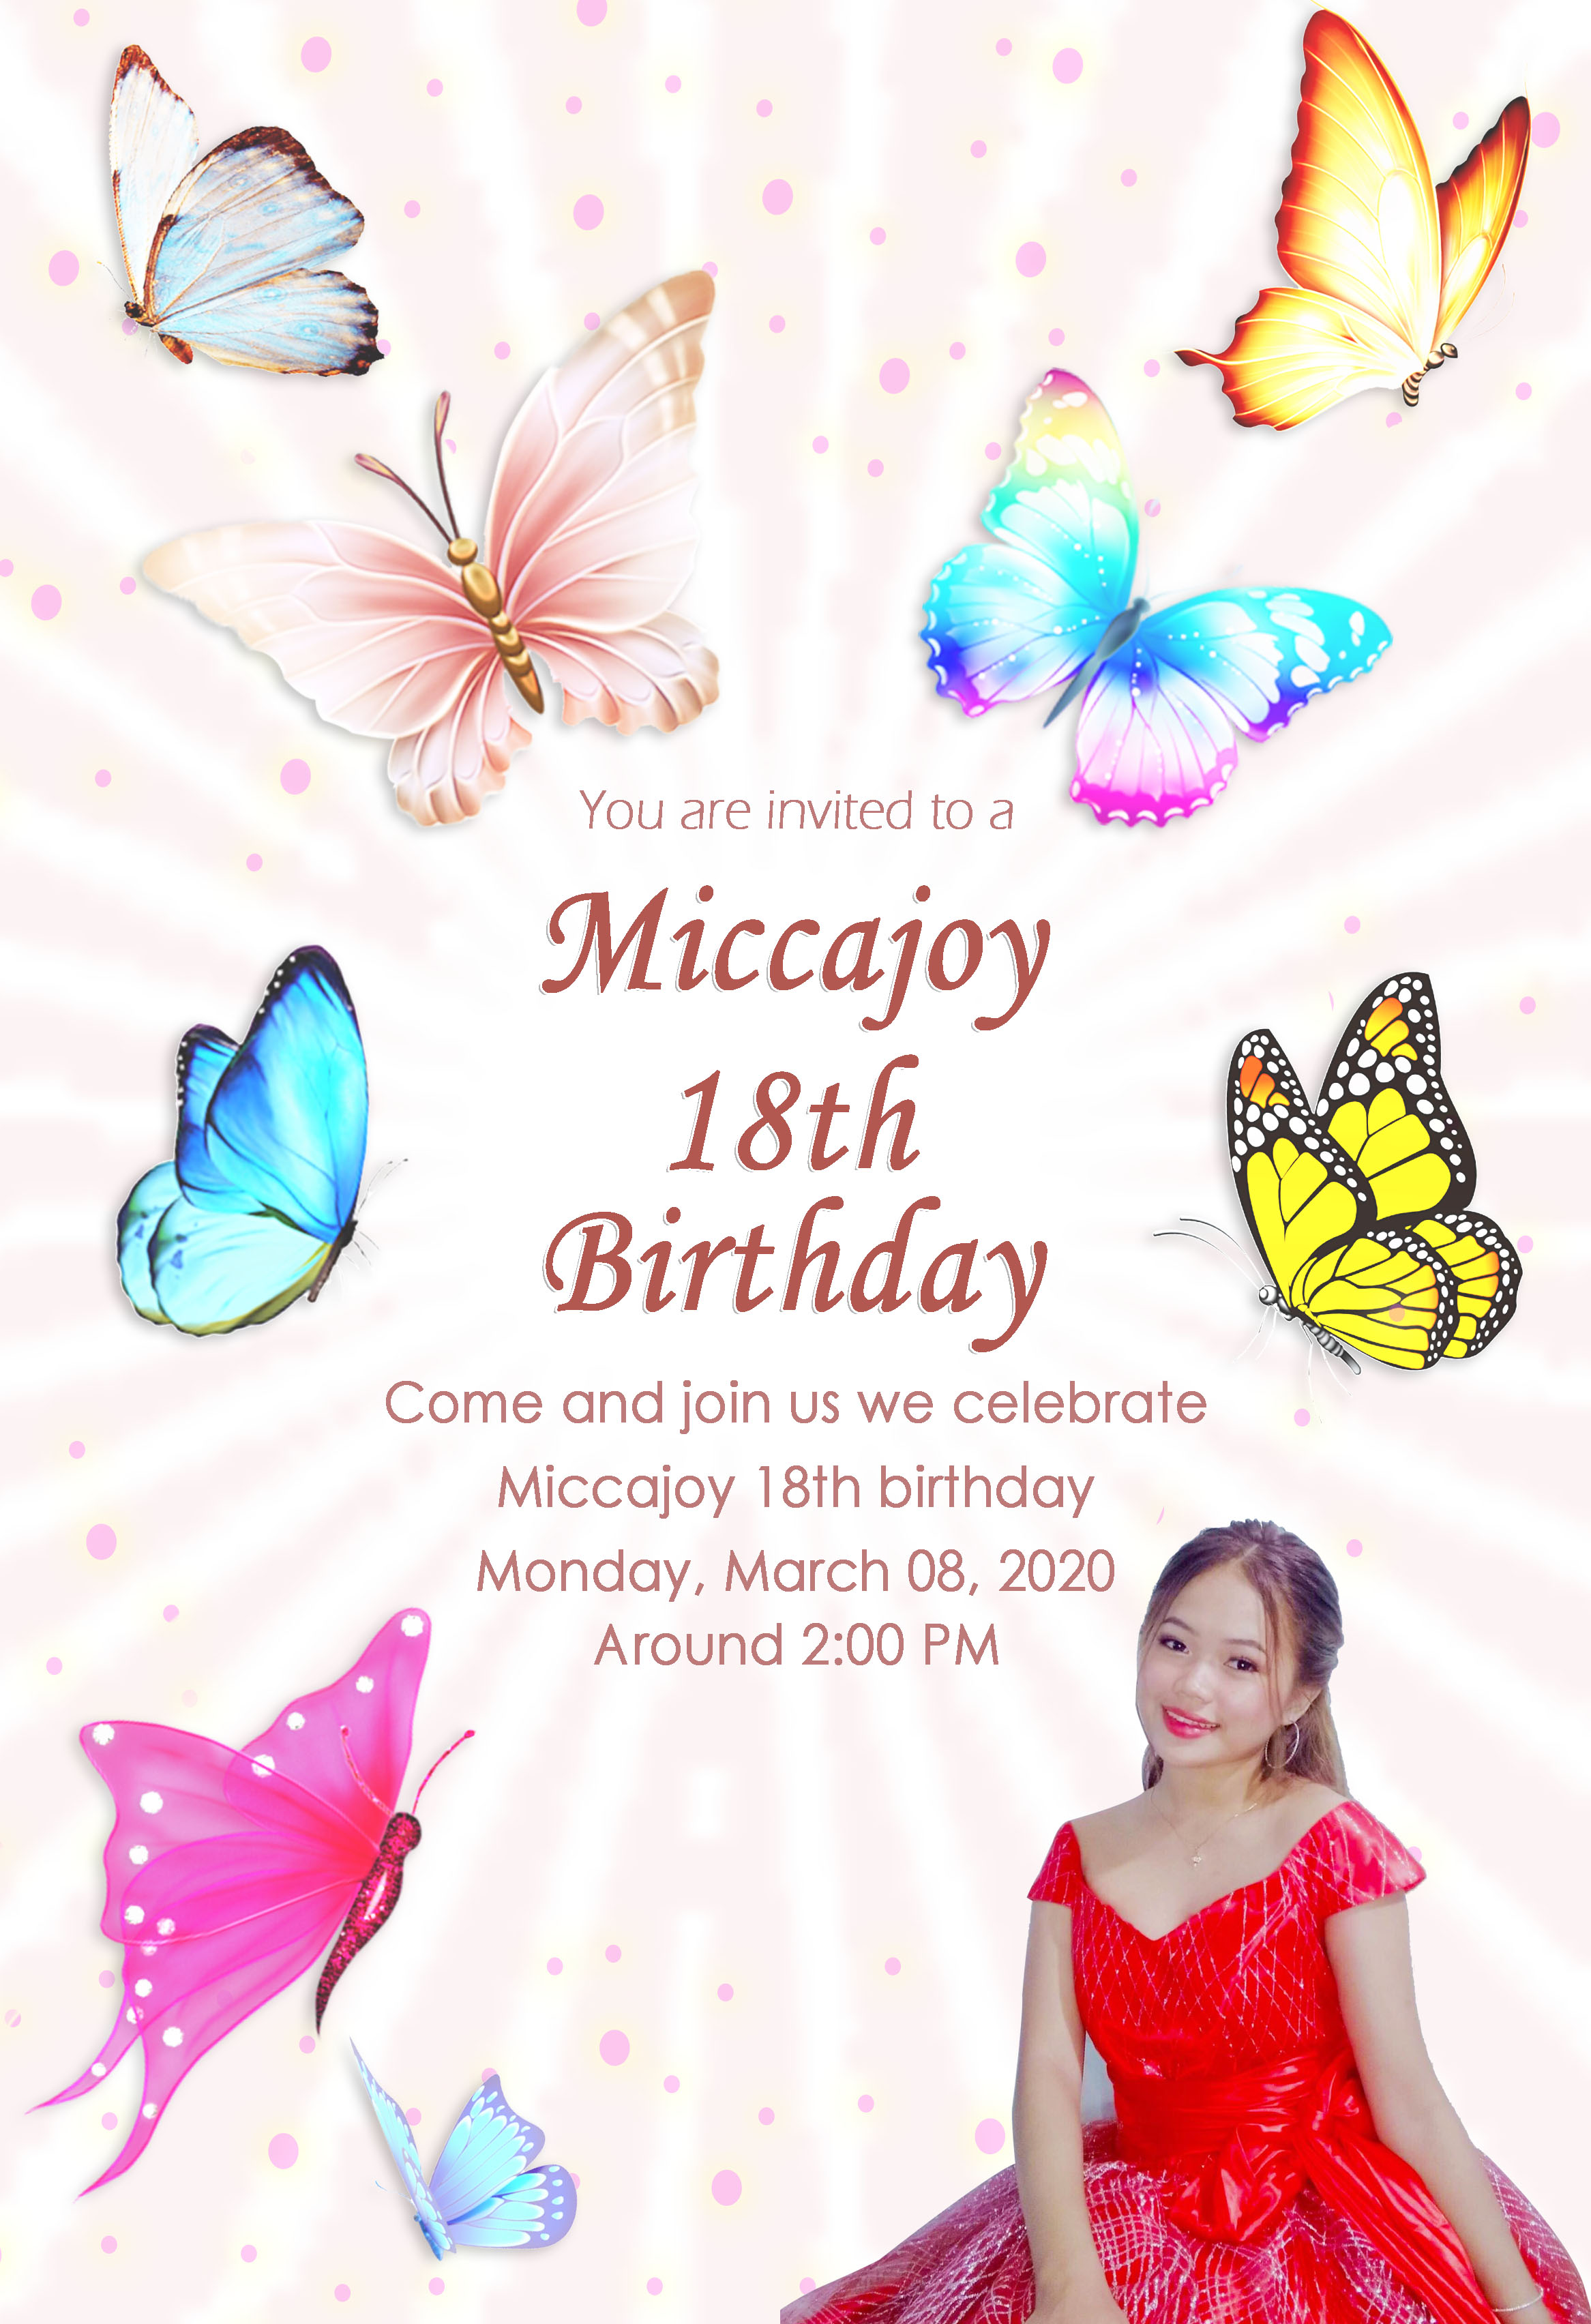 You are invited to a
Miccajoy
18th
Birthday
Come and join us we celebrate
Miccajoy 18th birthday
Monday, March 08, 2020
Around 2:00 PM